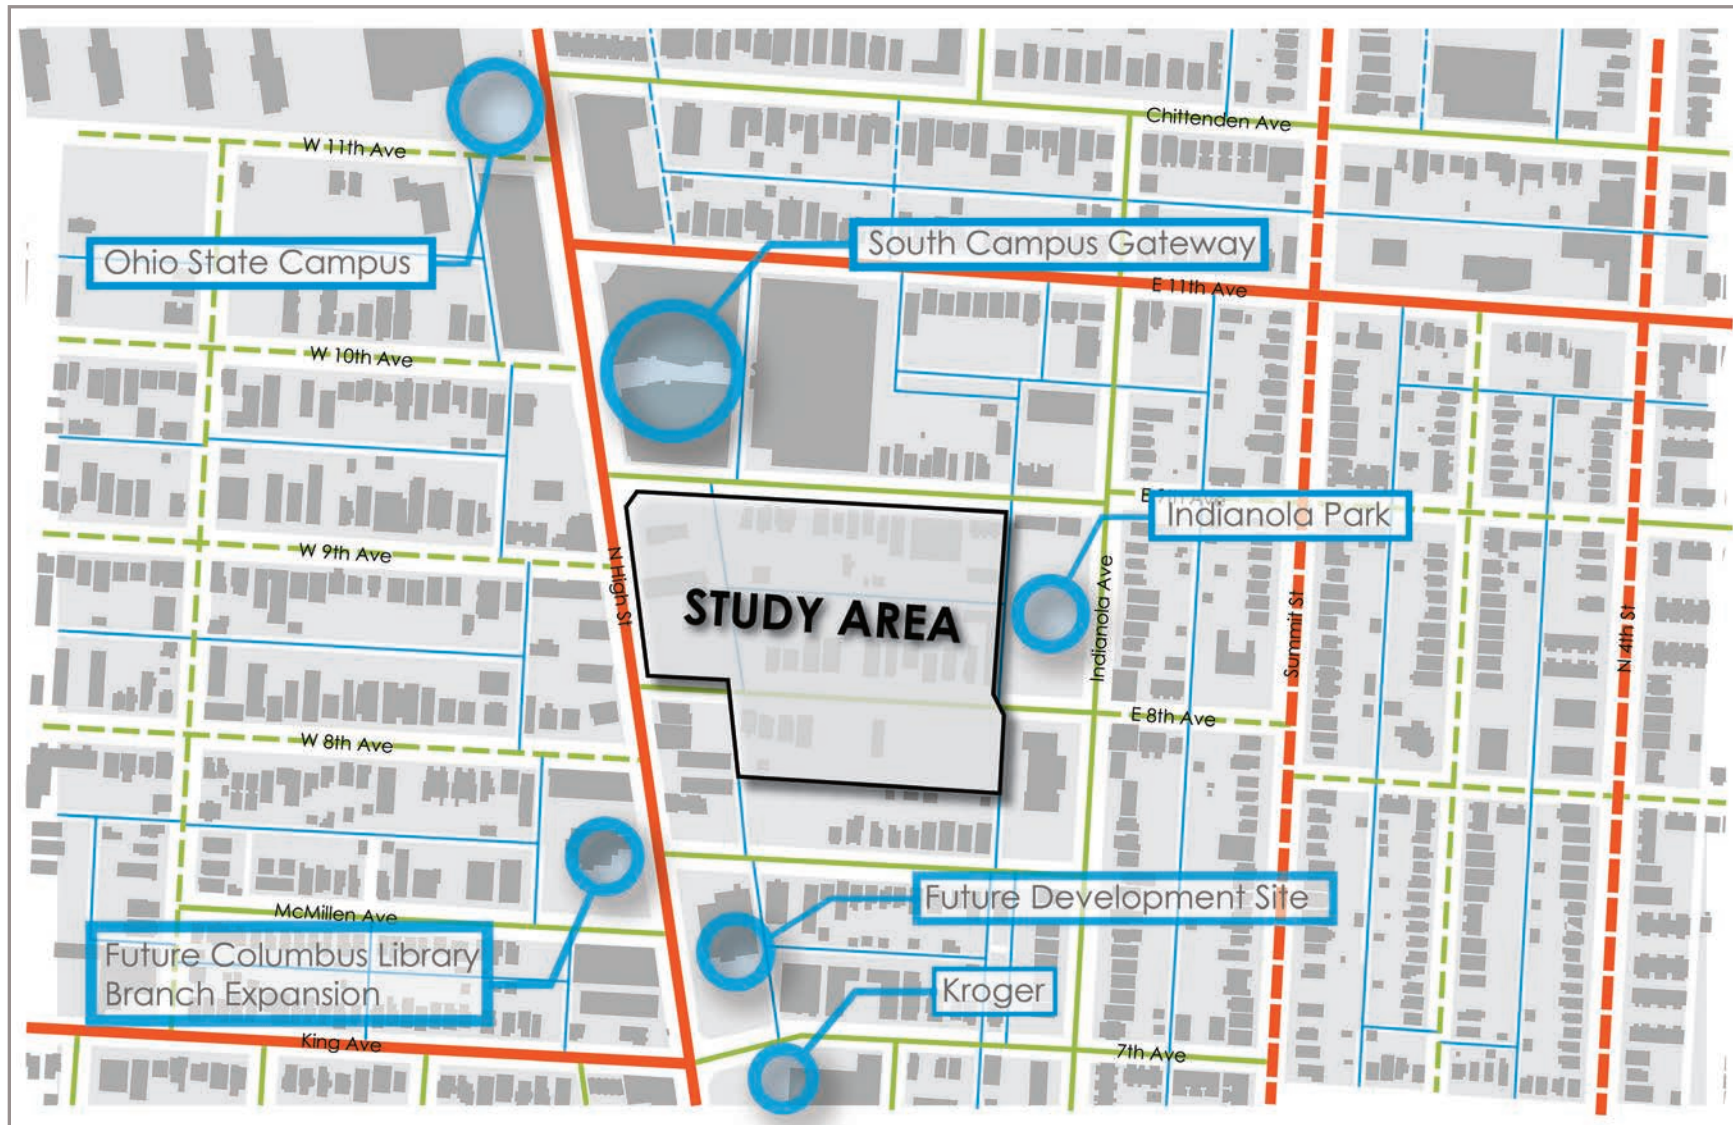 Chittenden Ave
W 11th Ave
South Campus Gateway
Ohio State Campus
E 11th Ave
W 10th Ave
E 9th Ave
Indianola Park
W 9th Ave
N High St
STUDY AREA
Indianola Ave
Summit St
N 4th St
E 8th Ave
W 8th Ave
Future Development Site
McMillen Ave
Future Columbus Library
Branch Expansion
Kroger
King Ave
7th Ave